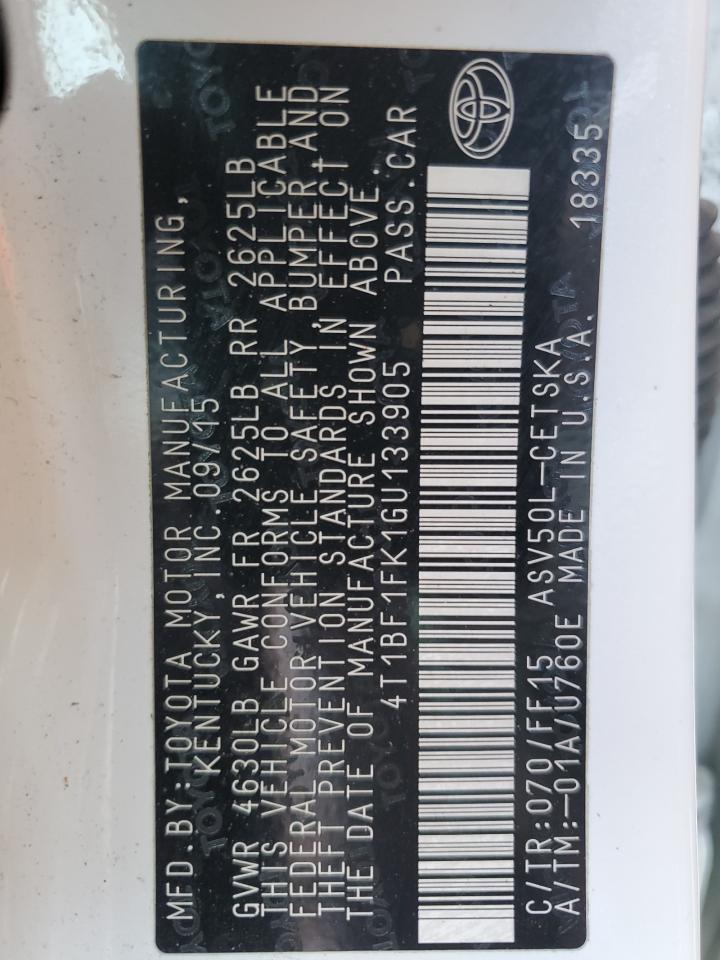 MFD.BY:TOYOTA MOTOR MANUFACTURING,
KENTUCKY, INC.09/15
GVWR 4630LB GAWR FR 2625LB RR 2625LB
THIS VEHICLE CONFORMS TO ALL APPLICABLE
FEDERAL MOTOR VEHICLE SAFETY, BUMPER, AND
THEFT PREVENTION STANDARDS IN EFFECT ON
THE DATE OF MANUFACTURE SHOWN ABOVE.
4T1BF1FK1GU133905 PASS.CAR
C/TR:070/FF15 ASV50L-CETSKA
A/TM:-01A/U760E MADE IN U.S.A. 18335